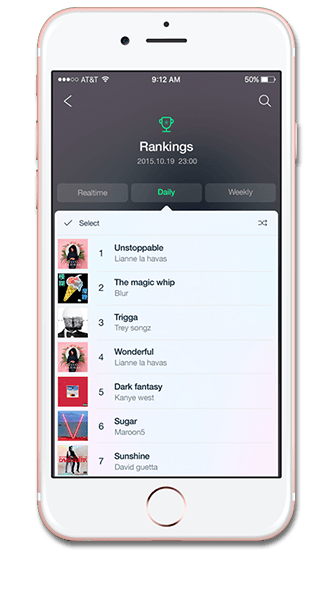 AT&T 9:12 AM 50%
Rankings
2015.10.19 23:00
Realtime Daily Weekly
Select
1 Unstoppable
Lianne la havas
2 The magic whip
Blur
3 Trigga
Trey songz
4 Wonderful
Lianne la havas
5 Dark fantasy
Kanye west
6 Sugar
Maroon5
7 Sunshine
David guetta